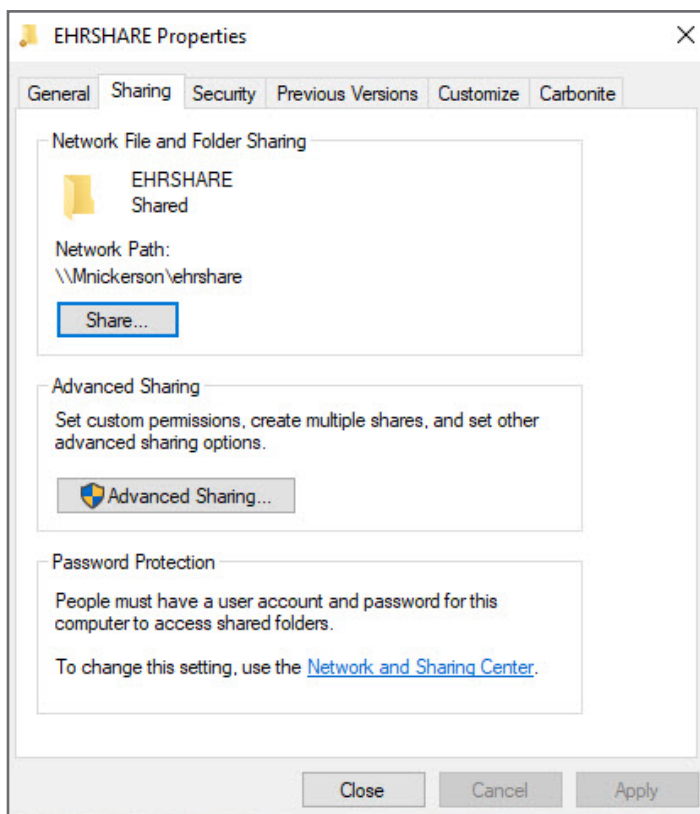 EHRSHARE Properties
General Sharing Security Previous Versions Customize Carbonite
Network File and Folder Sharing
EHRSHARE
Shared
Network Path:
\\Mnickerson\ehrshare
Share...
Advanced Sharing
Set custom permissions, create multiple shares, and set other
advanced sharing options.
Advanced Sharing...
Password Protection
People must have a user account and password for this
computer to access shared folders.
To change this setting, use the Network and Sharing Center.
Close Cancel Apply